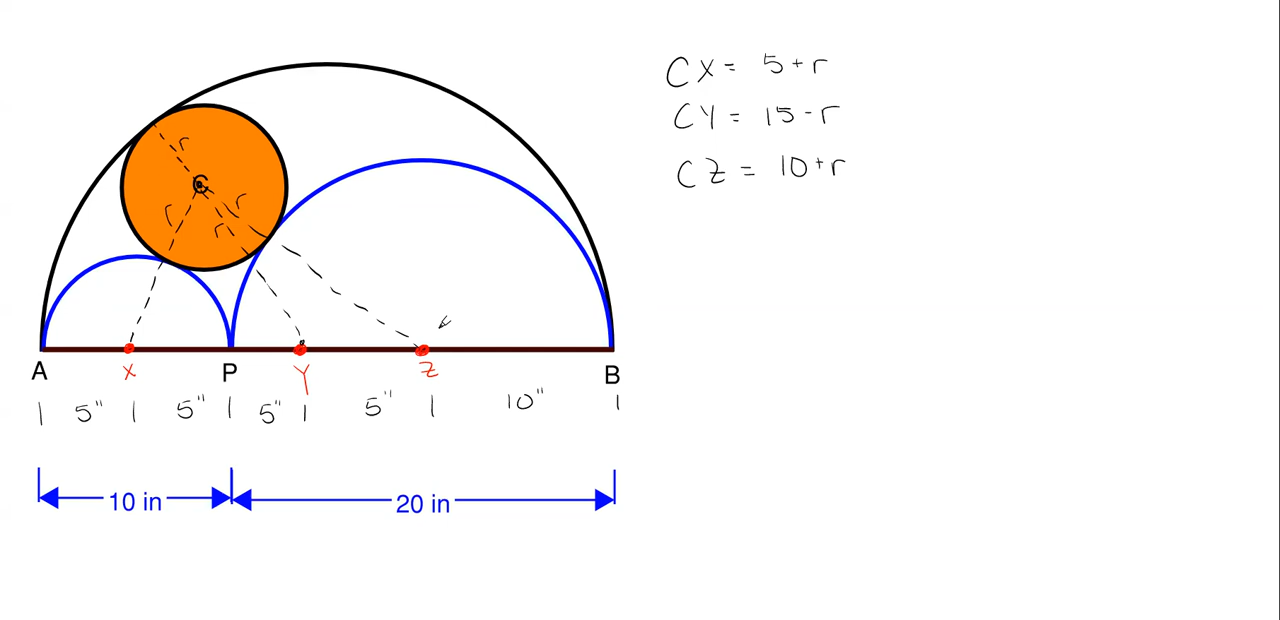 CX = 5+r
CY = 15-r
CZ = 10+r
r
C
r
r
r
A
X
P
Y
Z
B
5" 5" 5" 5" 10"
10 in
20 in